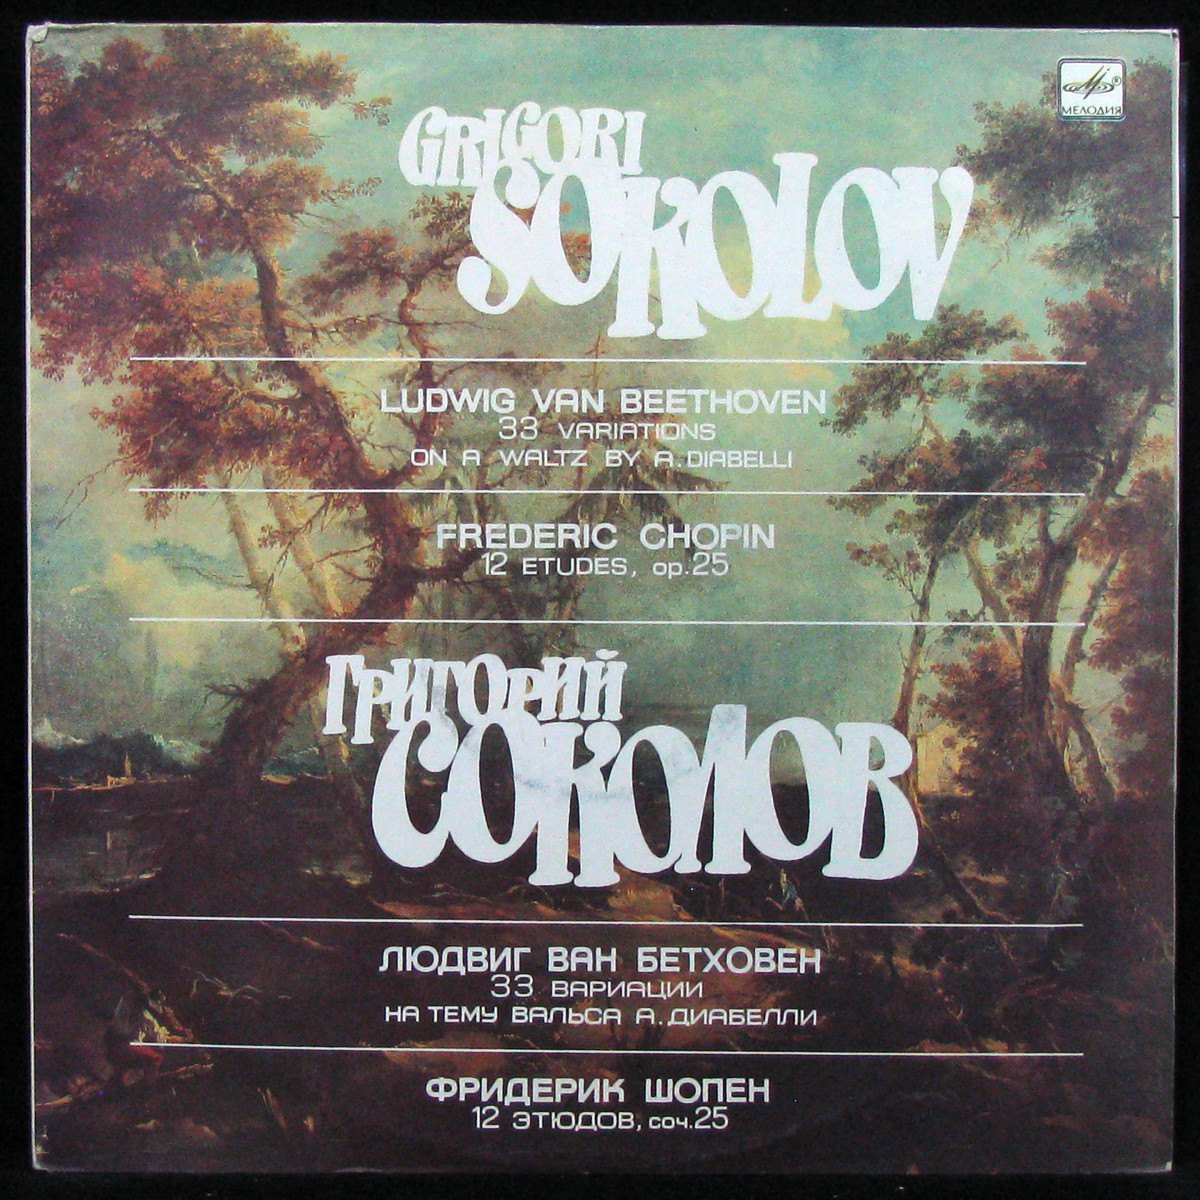 МЕЛОДИЯ
GRIGORI
SOKOLOV
LUDWIG VAN BEETHOVEN
33 VARIATIONS
ON A WALTZ BY A. DIABELLI
FREDERIC CHOPIN
12 ETUDES, op. 25
ГРИГОРИЙ
СОКОЛОВ
ЛЮДВИГ ВАН БЕТХОВЕН
33 ВАРИАЦИИ
НА ТЕМУ ВАЛЬСА А. ДИАБЕЛЛИ
ФРИДЕРИК ШОПЕН
12 ЭТЮДОВ, соч. 25